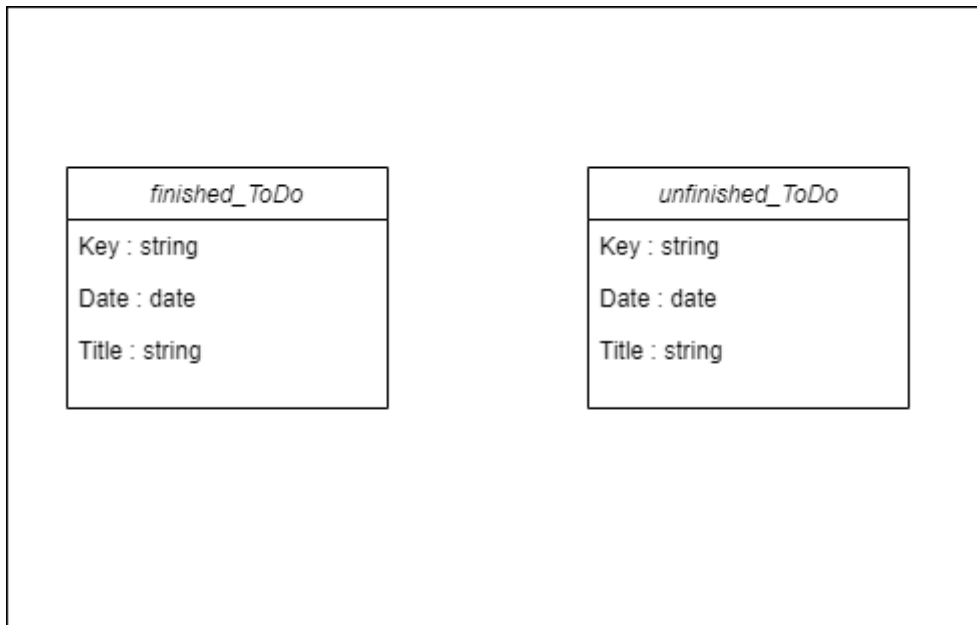 finished_ToDo
Key : string
Date : date
Title : string
unfinished_ToDo
Key : string
Date : date
Title : string